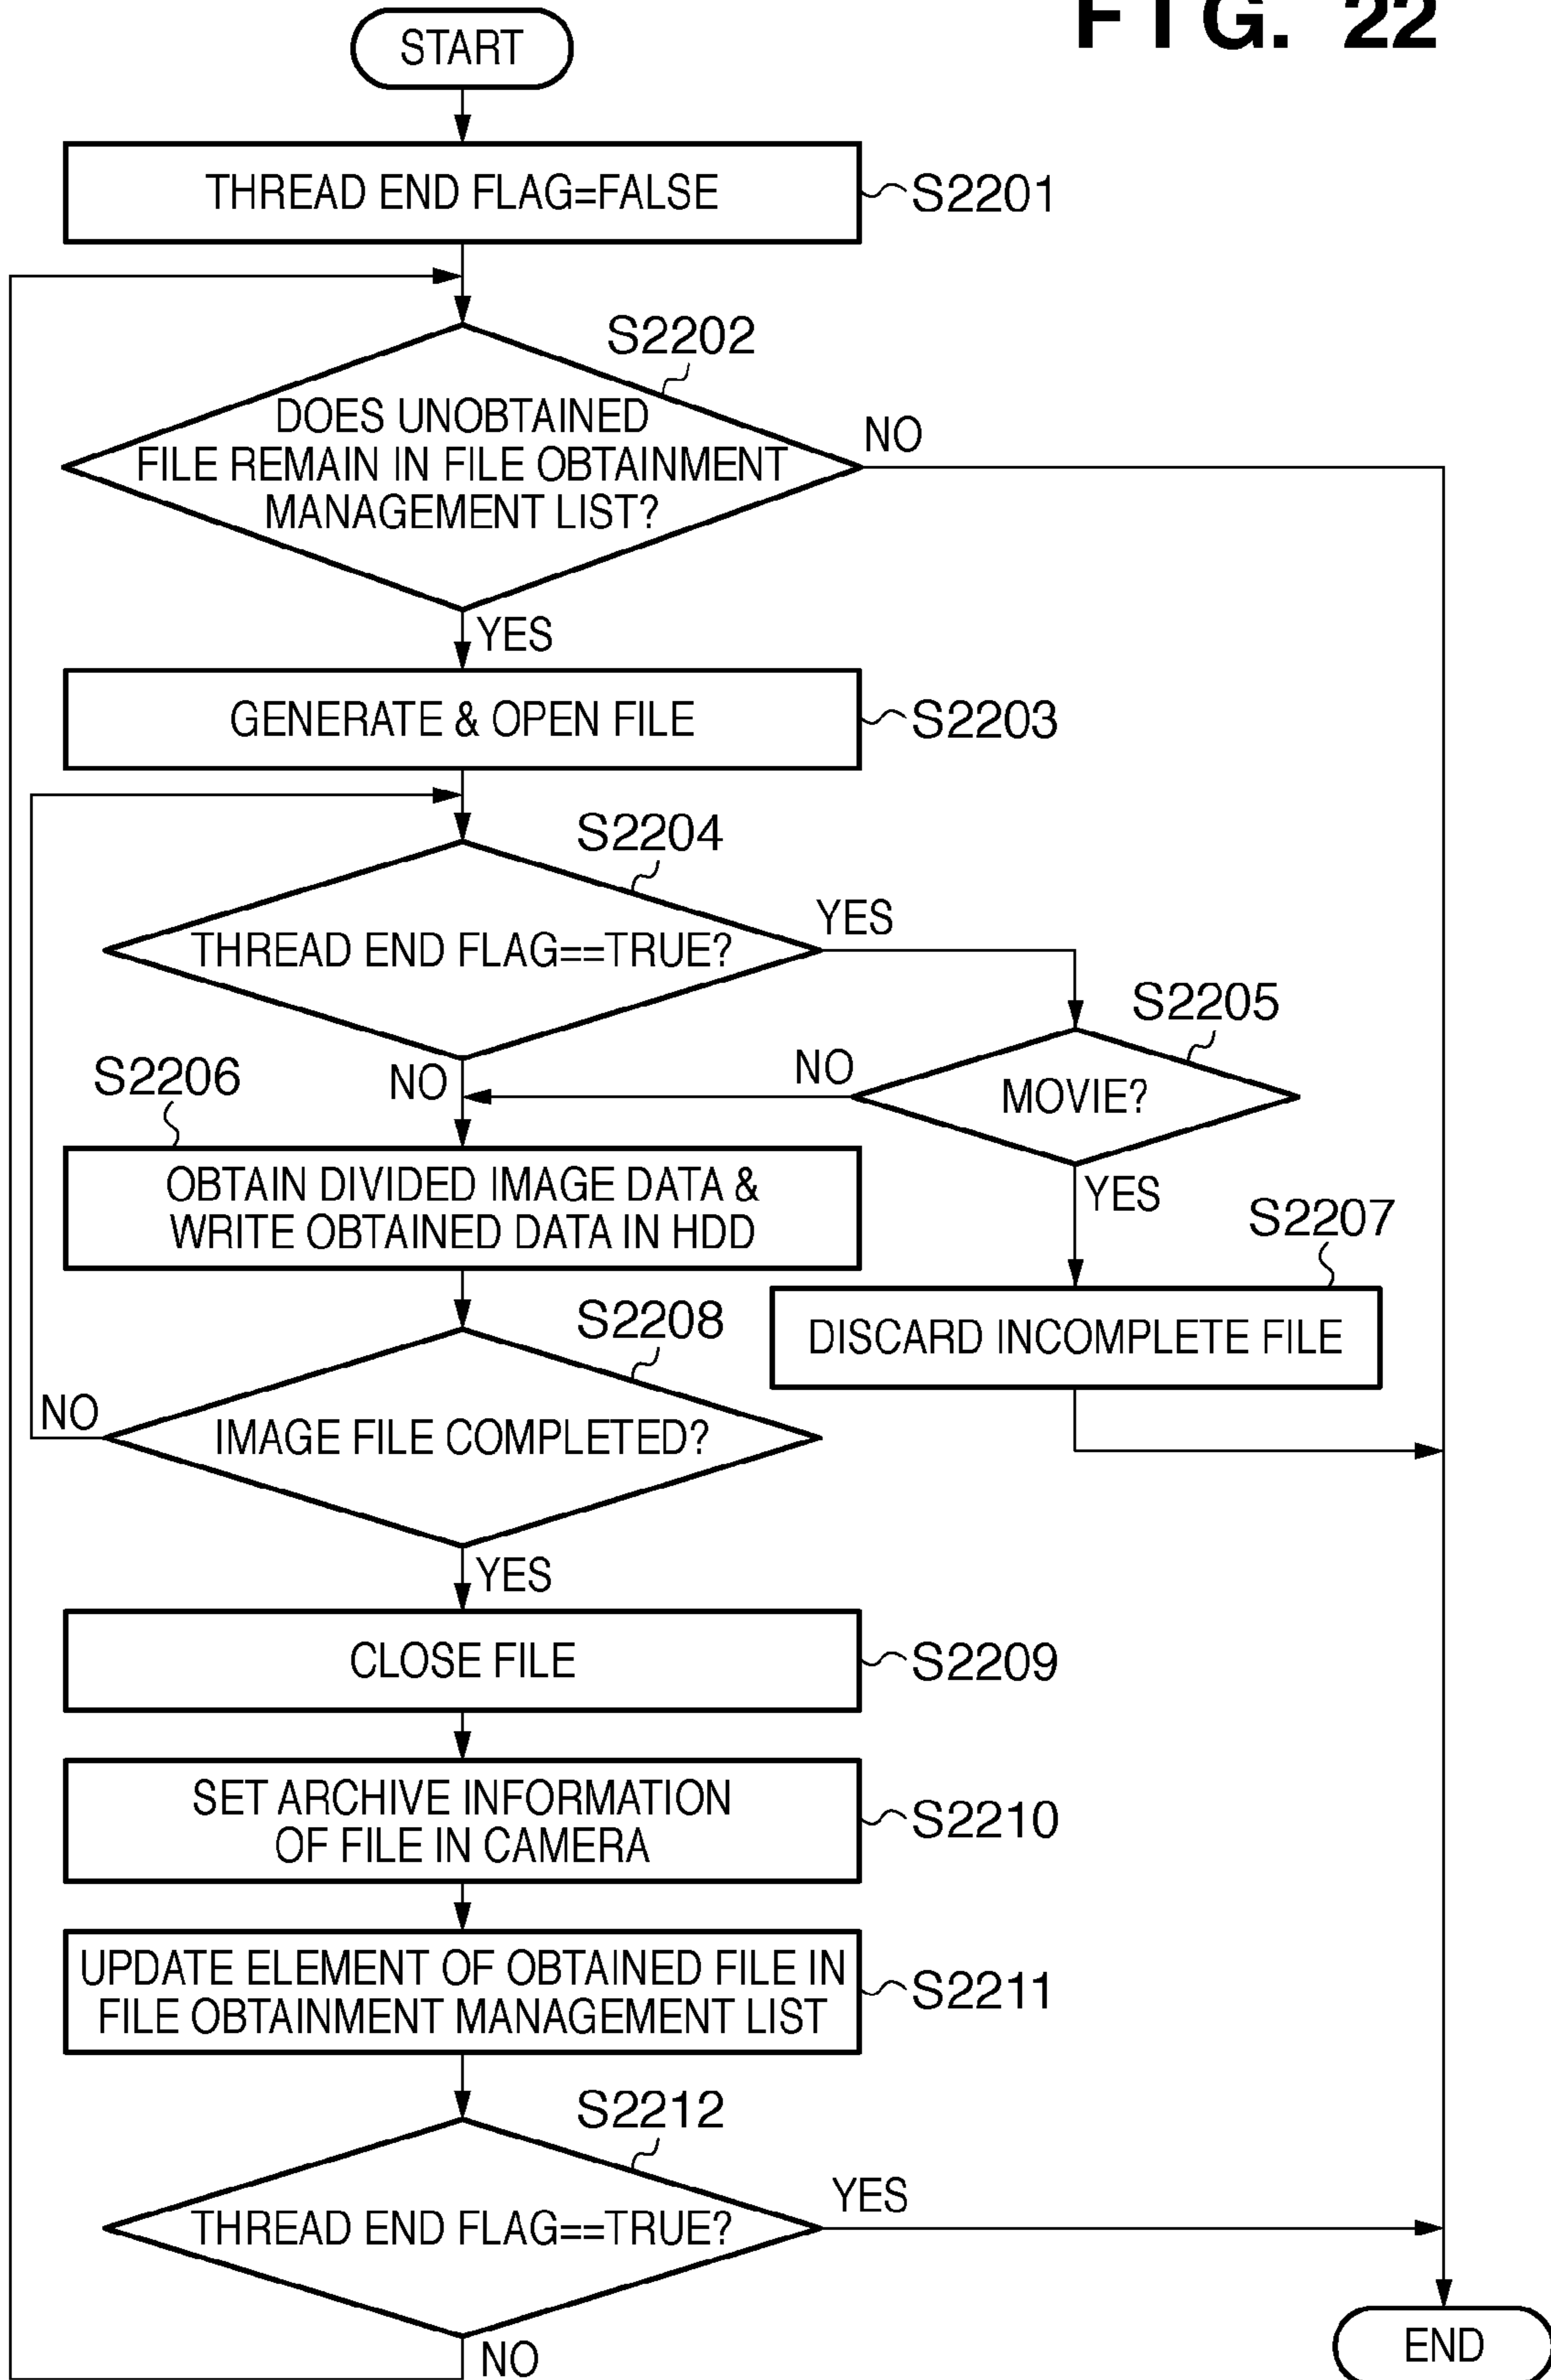 FIG. 22
START
THREAD END FLAG=FALSE
S2201
S2202
DOES UNOBTAINED
FILE REMAIN IN FILE OBTAINMENT
MANAGEMENT LIST?
NO
YES
GENERATE & OPEN FILE
S2203
S2204
THREAD END FLAG==TRUE?
YES
S2205
MOVIE?
NO
NO
S2206
YES
OBTAIN DIVIDED IMAGE DATA &
WRITE OBTAINED DATA IN HDD
S2207
DISCARD INCOMPLETE FILE
S2208
IMAGE FILE COMPLETED?
NO
YES
CLOSE FILE
S2209
SET ARCHIVE INFORMATION
OF FILE IN CAMERA
S2210
UPDATE ELEMENT OF OBTAINED FILE IN
FILE OBTAINMENT MANAGEMENT LIST
S2211
S2212
THREAD END FLAG==TRUE?
YES
NO
END